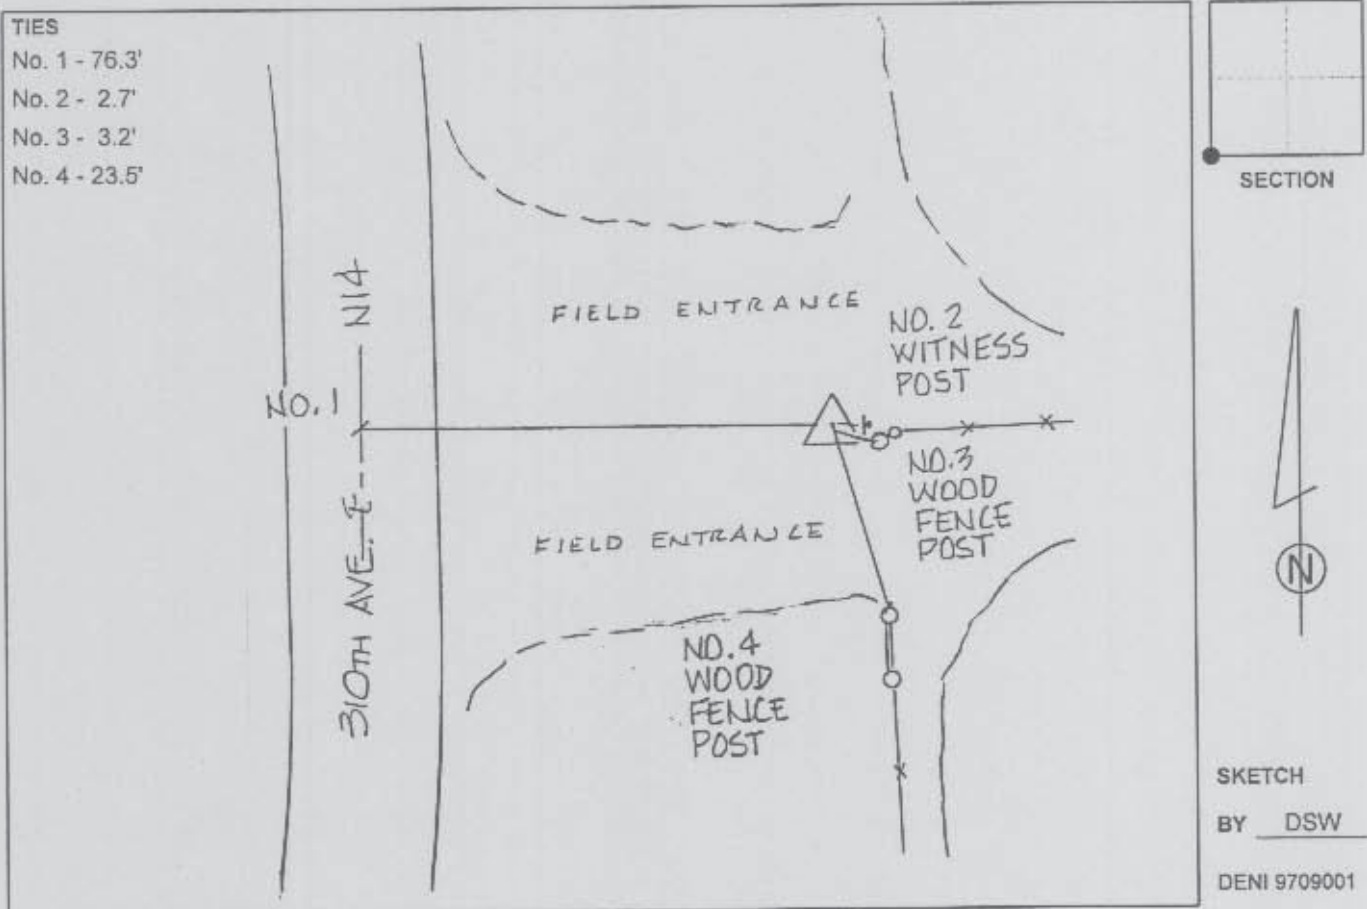 TIES
No. 1 - 76.3'
No. 2 - 2.7'
No. 3 - 3.2'
No. 4 - 23.5'
SECTION
N14
FIELD ENTRANCE
NO. 2
WITNESS
POST
NO. 1
NO. 3
WOOD
FENCE
POST
310TH AVE. ℄
FIELD ENTRANCE
N
NO. 4
WOOD
FENCE
POST
SKETCH
BY DSW
DENI 9709001